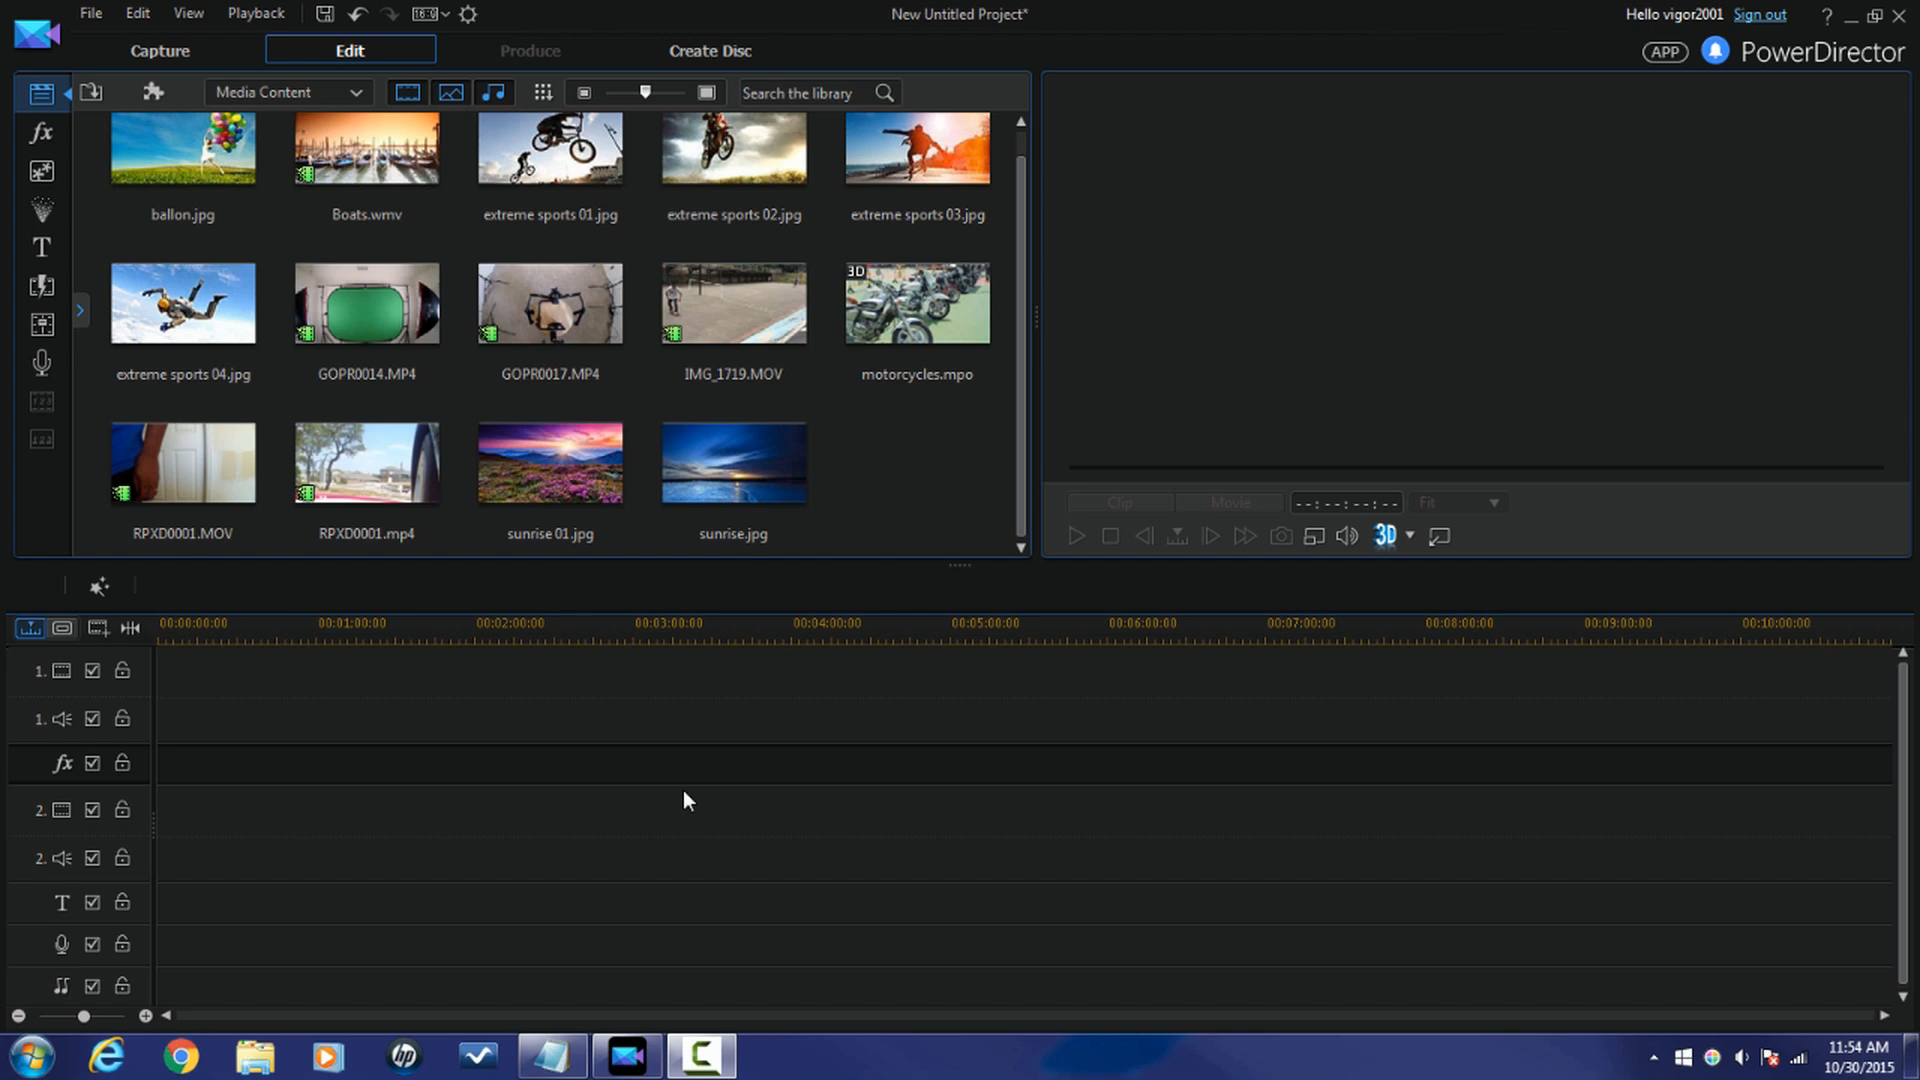 File Edit View Playback 16:9 New Untitled Project* Hello vigor2001 Sign out ?
Capture Edit Produce Create Disc APP PowerDirector
Media Content Search the library
fx
T
ballon.jpg Boats.wmv extreme sports 01.jpg extreme sports 02.jpg extreme sports 03.jpg
3D
extreme sports 04.jpg GOPR0014.MP4 GOPR0017.MP4 IMG_1719.MOV motorcycles.mpo
RPXD0001.MOV RPXD0001.mp4 sunrise 01.jpg sunrise.jpg
Clip Movie --:--:--:-- Fit
3D
00:00:00:00 00:01:00:00 00:02:00:00 00:03:00:00 00:04:00:00 00:05:00:00 00:06:00:00 00:07:00:00 00:08:00:00 00:09:00:00 00:10:00:00
1.
1.
fx
2.
2.
T
hp
11:54 AM
10/30/2015